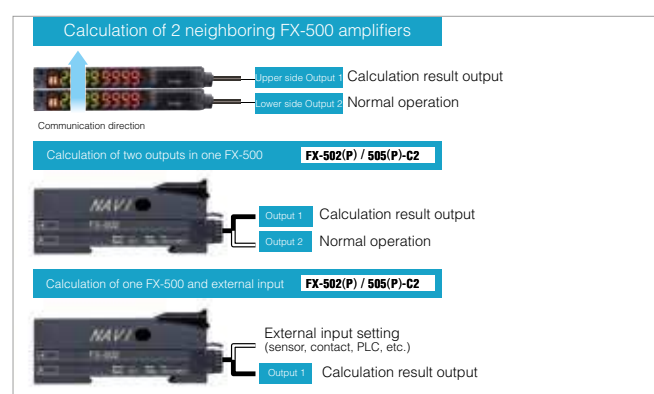 Calculation of 2 neighboring FX-500 amplifiers
Upper side Output 1 Calculation result output
Lower side Output 2 Normal operation
Communication direction
Calculation of two outputs in one FX-500 FX-502(P) / 505(P)-C2
NAVI
FX-502
Output 1 Calculation result output
Output 2 Normal operation
Calculation of one FX-500 and external input FX-502(P) / 505(P)-C2
NAVI
FX-502
External input setting
(sensor, contact, PLC, etc.)
Output 1 Calculation result output